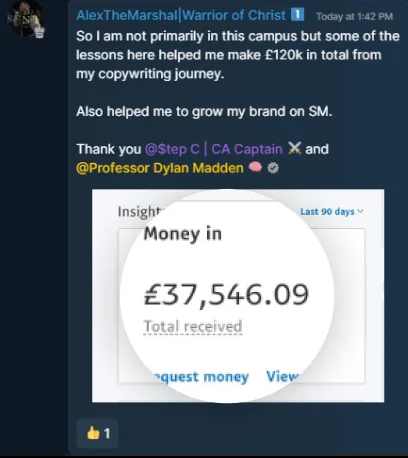 AlexTheMarshal|Warrior of Christ 1 Today at 1:42 PM
So I am not primarily in this campus but some of the
lessons here helped me make £120k in total from
my copywriting journey.
Also helped me to grow my brand on SM.
Thank you @$tep C | CA Captain ⚔️ and
@Professor Dylan Madden 🧠
Insight
Last 90 days
Money in
£37,546.09
Total received
equest money View
👍 1